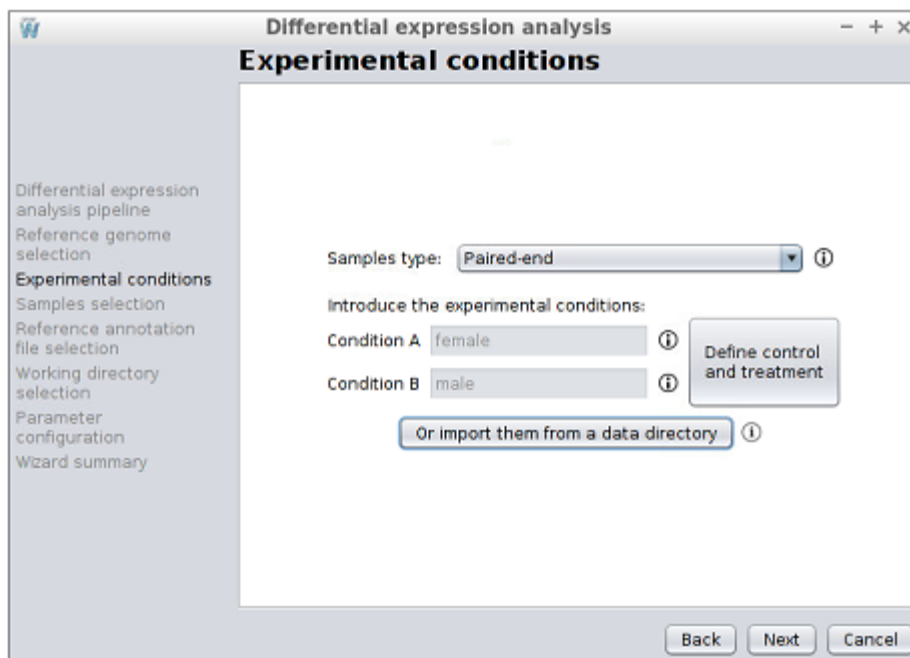 Differential expression analysis
Experimental conditions
Differential expression
analysis pipeline
Reference genome
selection
Experimental conditions
Samples selection
Reference annotation
file selection
Working directory
selection
Parameter
configuration
Wizard summary
Samples type: Paired-end
Introduce the experimental conditions:
Condition A female
Condition B male
Define control
and treatment
Or import them from a data directory
Back Next Cancel